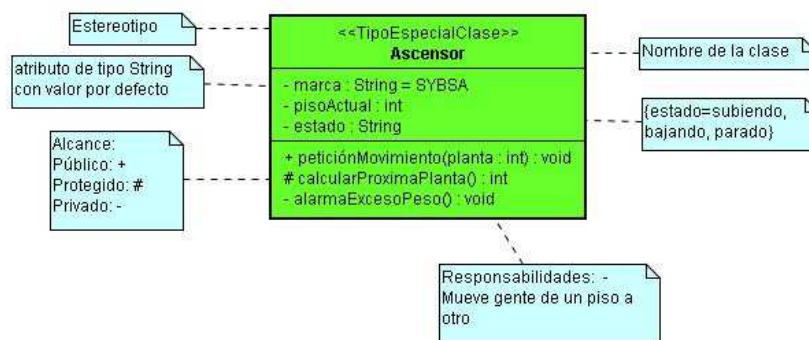 Estereotipo
<<TipoEspecialClase>>
Ascensor
Nombre de la clase
atributo de tipo String
con valor por defecto
- marca : String = SYBSA
- pisoActual : int
- estado : String
{estado=subiendo,
bajando, parado}
Alcance:
Público: +
Protegido: #
Privado: -
+ peticiónMovimiento(planta : int) : void
# calcularProximaPlanta() : int
- alarmaExcesoPeso() : void
Responsabilidades: -
Mueve gente de un piso a
otro